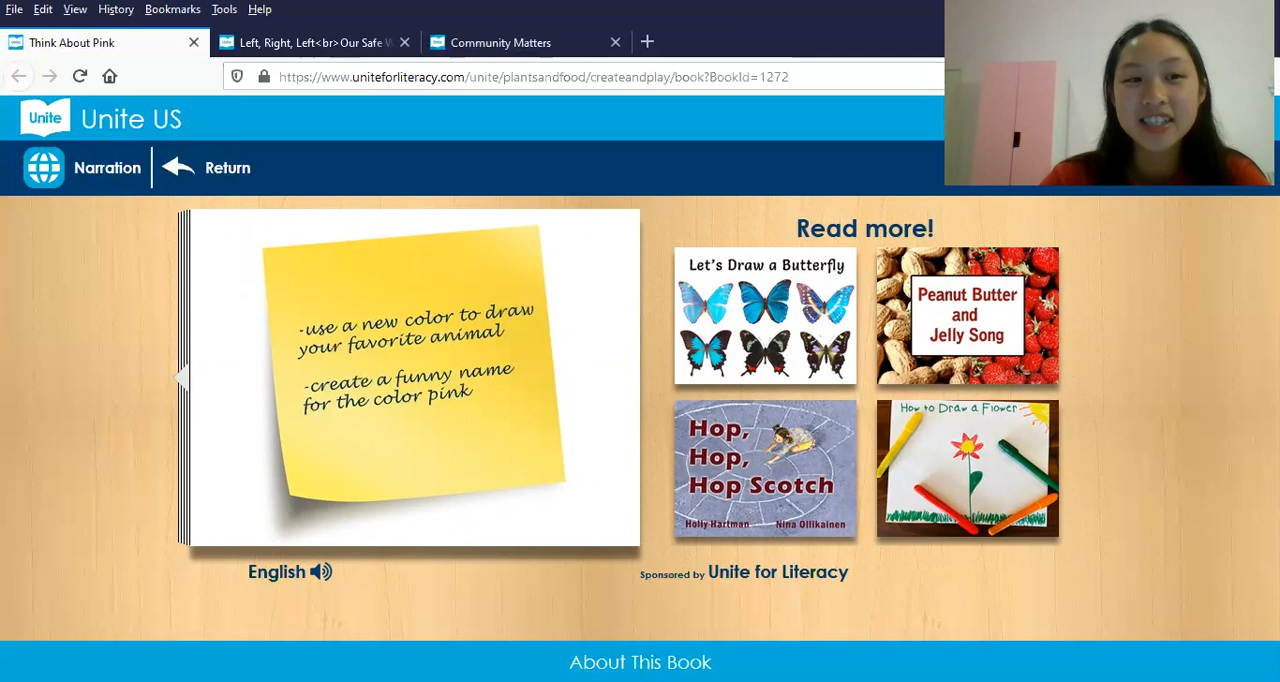 File Edit View History Bookmarks Tools Help
Think About Pink
Left, Right, Left<br>Our Safe
Community Matters
https://www.uniteforliteracy.com/unite/plantsandfood/createandplay/book?BookId=1272
Unite Unite US
Narration Return
-use a new color to draw
your favorite animal
-create a funny name
for the color pink
English
Read more!
Let's Draw a Butterfly
Peanut Butter
and
Jelly Song
Hop,
Hop,
Hop Scotch
Holly Hartman Nina Ollikainen
How to Draw a Flower
Sponsored by Unite for Literacy
About This Book